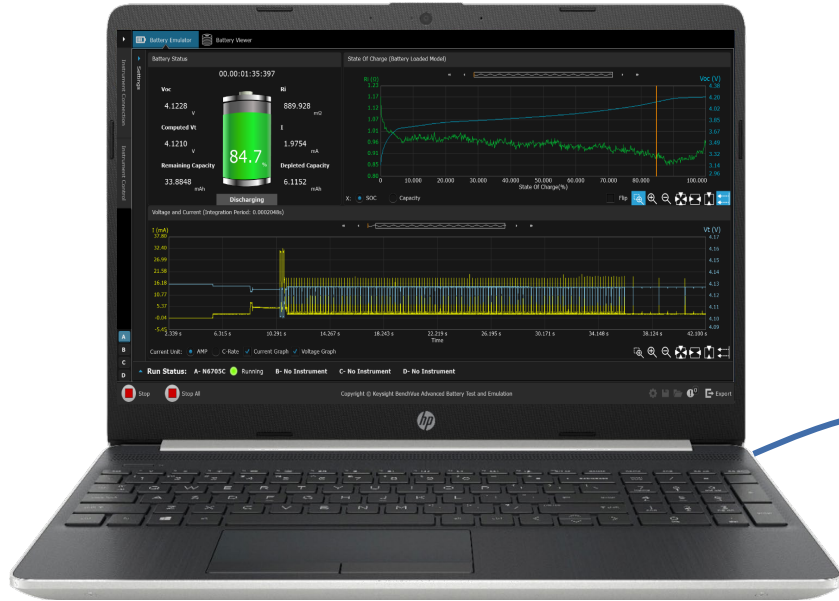 Battery Emulator
Battery Viewer
Instrument Connection
Instrument Control
Settings
Battery Status
00.00:01:35:397
Voc
4.1228 V
Ri
889.928 mΩ
Computed Vt
4.1210 V
I
1.9754 mA
84.7 %
Remaining Capacity
33.8848 mAh
Depleted Capacity
6.1152 mAh
Discharging
State Of Charge (Battery Loaded Model)
Ri (Ω)
Voc (V)
1.23
1.17
1.12
1.07
1.01
0.96
0.91
0.85
0.80
4.38
4.20
4.02
3.85
3.67
3.49
3.32
3.14
2.96
0 10.000 20.000 30.000 40.000 50.000 60.000 70.000 80.000 100.000
State Of Charge(%)
X: SOC Capacity
Flip
Voltage and Current (Integration Period: 0.0002048s)
I (mA)
Vt (V)
37.80
32.40
26.99
21.58
16.18
10.77
5.37
-0.04
-5.45
4.17
4.16
4.15
4.14
4.13
4.12
4.11
4.10
4.09
2.339 s 6.315 s 10.291 s 14.267 s 18.243 s 22.219 s 26.195 s 30.171 s 34.148 s 38.124 s 42.100 s
Time
Current Unit: AMP C-Rate Current Graph Voltage Graph
A
B
C
D
Run Status: A- N6705C Running B- No Instrument C- No Instrument D- No Instrument
Stop
Stop All
Copyright © Keysight BenchVue Advanced Battery Test and Emulation
Export
hp